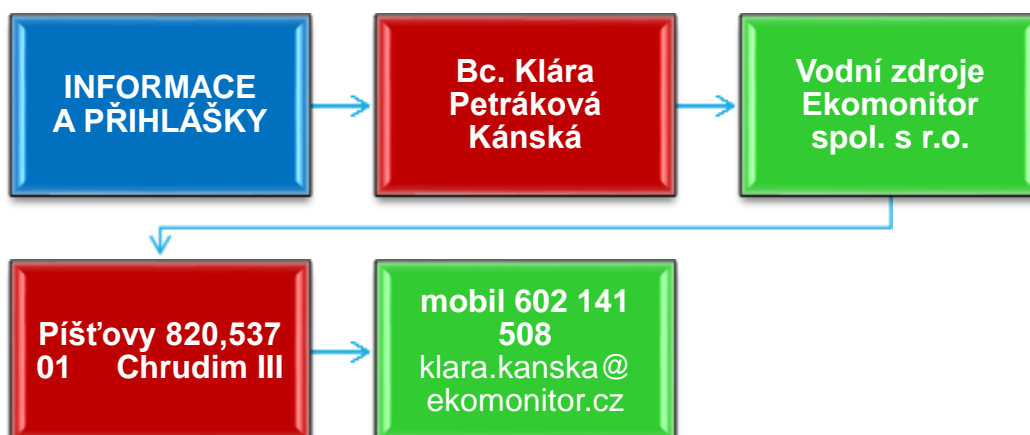 INFORMACE
A PŘIHLÁŠKY
Bc. Klára
Petráková
Kánská
Vodní zdroje
Ekomonitor
spol. s r.o.
Píšťovy 820,537
01 Chrudim III
mobil 602 141
508
klara.kanska@
ekomonitor.cz